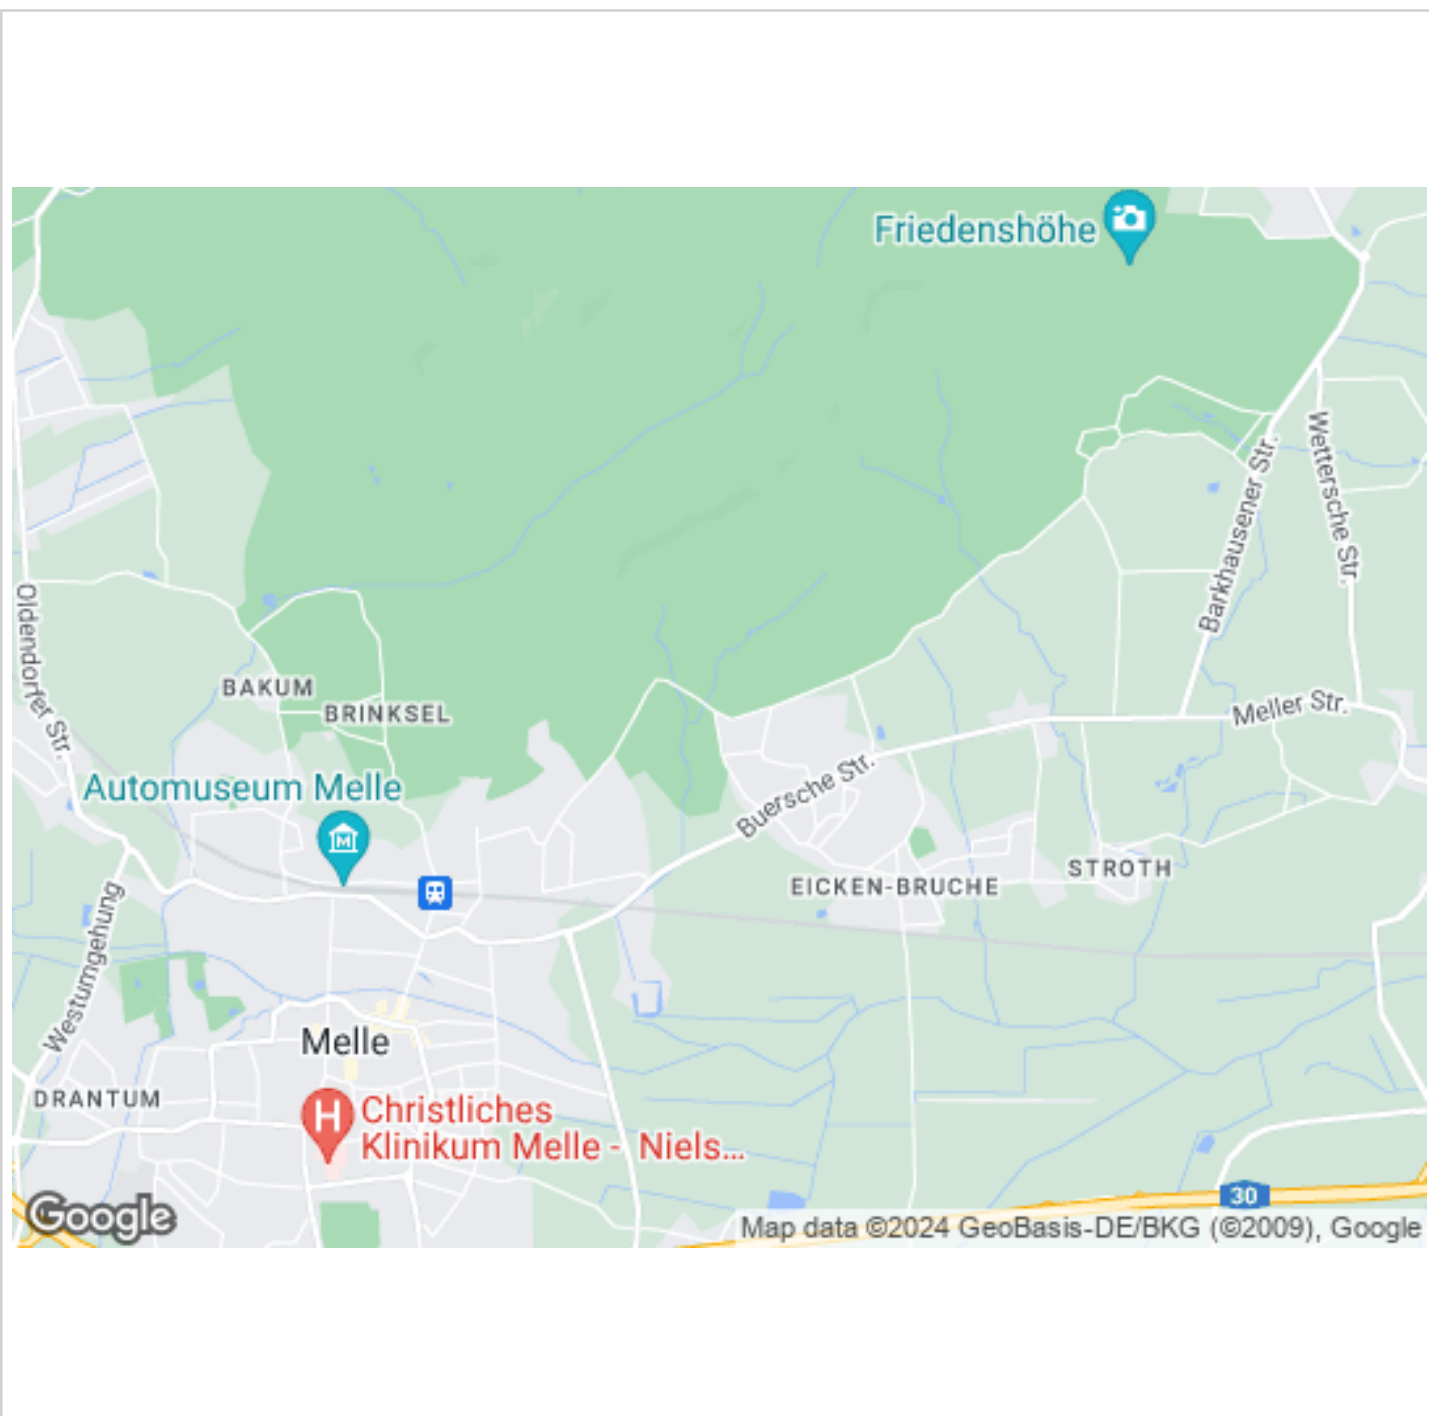 Friedenshöhe
Wettersche Str.
Barkhausener Str.
Oldendorfer Str.
BAKUM
BRINKSEL
Meller Str.
Automuseum Melle
Buersche Str.
STROTH
EICKEN-BRUCHE
Westumgehung
Melle
DRANTUM
Christliches
Klinikum Melle - Niels...
30
Google
Map data ©2024 GeoBasis-DE/BKG (©2009), Google